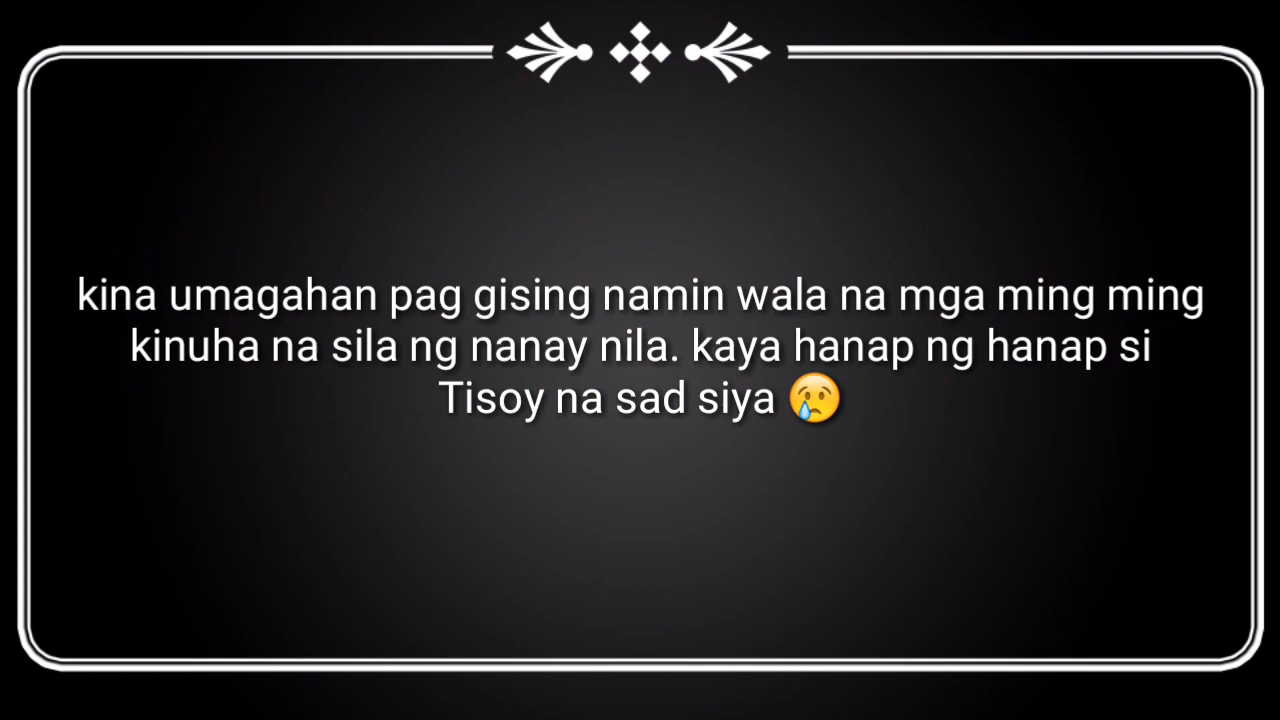 kina umagahan pag gising namin wala na mga ming ming
kinuha na sila ng nanay nila. kaya hanap ng hanap si
Tisoy na sad siya 😢